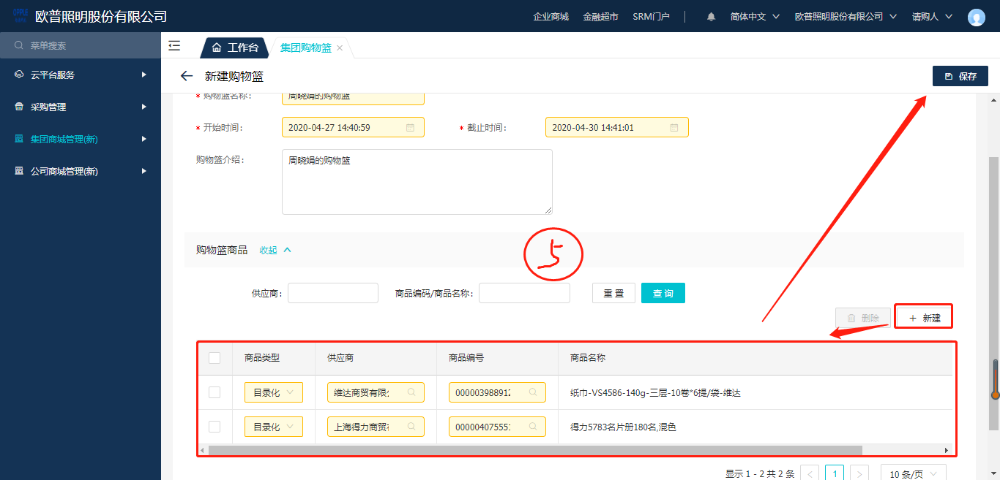 欧普照明股份有限公司 企业商城 金融超市 SRM门户 简体中文 欧普照明股份有限公司 请购人
菜单搜索
云平台服务
采购管理
集团商城管理(新)
公司商城管理(新)
工作台 集团购物篮
新建购物篮 保存
* 购物篮名称: 周晓娟的购物篮
* 开始时间: 2020-04-27 14:40:59 * 截止时间: 2020-04-30 14:41:01
购物篮介绍: 周晓娟的购物篮
购物篮商品 收起
5
供应商: 商品编码/商品名称: 重 置 查 询
删除 + 新建
商品类型 供应商 商品编号 商品名称
目录化 维达商贸有限 000003988912 纸巾-VS4586-140g-三层-10卷*6提/袋-维达
目录化 上海得力商贸 00000407555 得力5783名片册180名,混色
显示 1 - 2 共 2 条 < 1 > 10 条/页